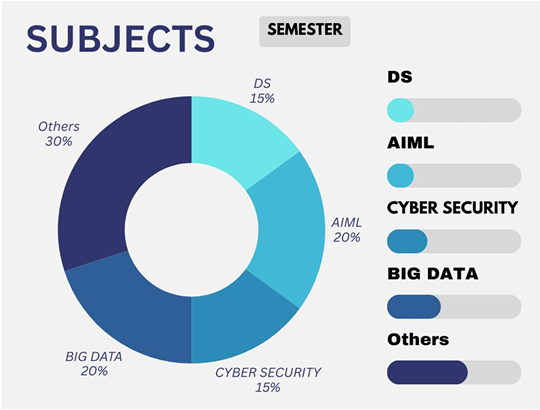 SUBJECTS
SEMESTER
DS
15%
Others
30%
AIML
20%
BIG DATA
20%
CYBER SECURITY
15%
DS
AIML
CYBER SECURITY
BIG DATA
Others